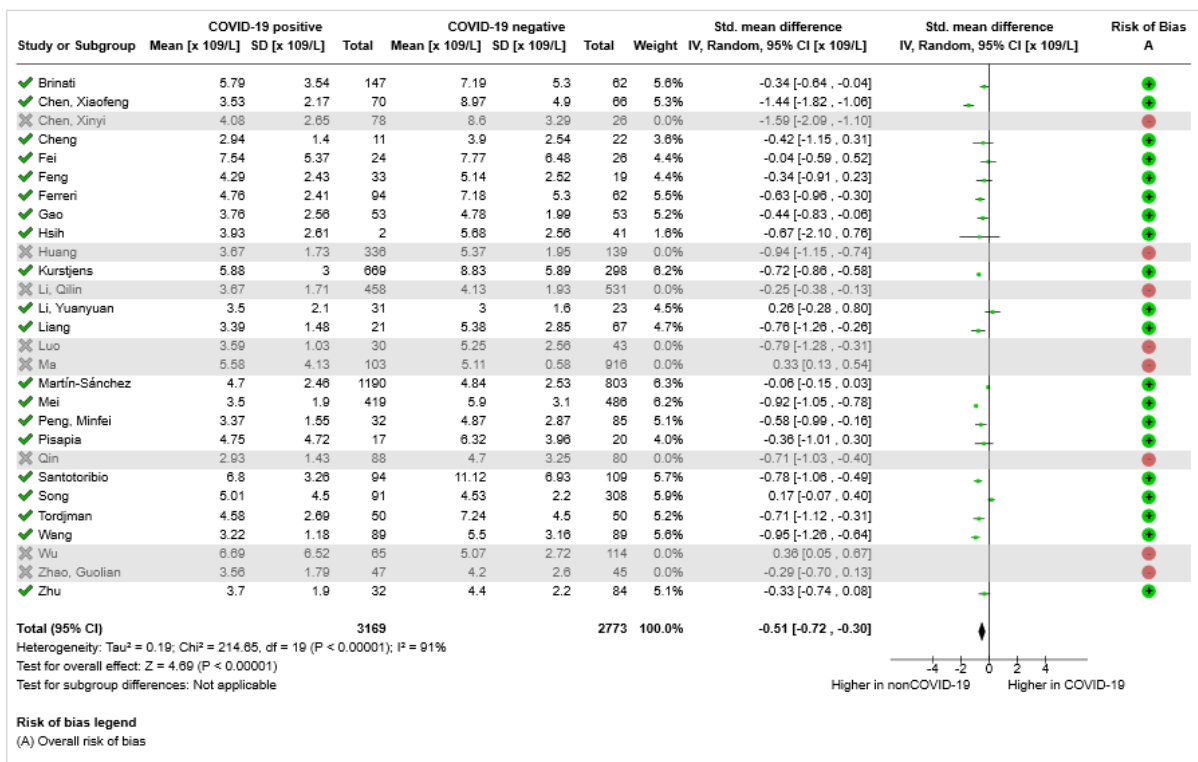 COVID-19 positive COVID-19 negative Std. mean difference Std. mean difference Risk of Bias
Study or Subgroup Mean [x 109/L] SD [x 109/L] Total Mean [x 109/L] SD [x 109/L] Total Weight IV, Random, 95% CI [x 109/L] IV, Random, 95% CI [x 109/L] A
Brinati 5.79 3.54 147 7.19 5.3 62 5.6% -0.34 [-0.64 , -0.04]
Chen, Xiaofeng 3.53 2.17 70 8.97 4.9 66 5.3% -1.44 [-1.82 , -1.06]
Chen, Xinyi 4.08 2.65 78 8.6 3.29 26 0.0% -1.59 [-2.09 , -1.10]
Cheng 2.94 1.4 11 3.9 2.54 22 3.6% -0.42 [-1.15 , 0.31]
Fei 7.54 5.37 24 7.77 6.48 26 4.4% -0.04 [-0.59 , 0.52]
Feng 4.29 2.43 33 5.14 2.52 19 4.4% -0.34 [-0.91 , 0.23]
Ferreri 4.76 2.41 94 7.18 5.3 62 5.5% -0.63 [-0.96 , -0.30]
Gao 3.76 2.56 53 4.78 1.99 53 5.2% -0.44 [-0.83 , -0.06]
Hsih 3.93 2.61 2 5.68 2.56 41 1.6% -0.67 [-2.10 , 0.76]
Huang 3.67 1.73 336 5.37 1.95 139 0.0% -0.94 [-1.15 , -0.74]
Kurstjens 5.88 3 669 8.83 5.89 298 6.2% -0.72 [-0.86 , -0.58]
Li, Qilin 3.67 1.71 458 4.13 1.93 531 0.0% -0.25 [-0.38 , -0.13]
Li, Yuanyuan 3.5 2.1 31 3 1.6 23 4.5% 0.26 [-0.28 , 0.80]
Liang 3.39 1.48 21 5.38 2.85 67 4.7% -0.76 [-1.26 , -0.26]
Luo 3.59 1.03 30 5.25 2.56 43 0.0% -0.79 [-1.28 , -0.31]
Ma 5.58 4.13 103 5.11 0.58 916 0.0% 0.33 [0.13 , 0.54]
Martín-Sánchez 4.7 2.46 1190 4.84 2.53 803 6.3% -0.06 [-0.15 , 0.03]
Mei 3.5 1.9 419 5.9 3.1 486 6.2% -0.92 [-1.05 , -0.78]
Peng, Minfei 3.37 1.55 32 4.87 2.87 85 5.1% -0.58 [-0.99 , -0.16]
Pisapia 4.75 4.72 17 6.32 3.96 20 4.0% -0.36 [-1.01 , 0.30]
Qin 2.93 1.43 88 4.7 3.25 80 0.0% -0.71 [-1.03 , -0.40]
Santotoribio 6.8 3.26 94 11.12 6.93 109 5.7% -0.78 [-1.06 , -0.49]
Song 5.01 4.5 91 4.53 2.2 308 5.9% 0.17 [-0.07 , 0.40]
Tordjman 4.58 2.69 50 7.24 4.5 50 5.2% -0.71 [-1.12 , -0.31]
Wang 3.22 1.18 89 5.5 3.16 89 5.6% -0.95 [-1.26 , -0.64]
Wu 6.69 6.52 65 5.07 2.72 114 0.0% 0.36 [0.05 , 0.67]
Zhao, Guolian 3.56 1.79 47 4.2 2.6 45 0.0% -0.29 [-0.70 , 0.13]
Zhu 3.7 1.9 32 4.4 2.2 84 5.1% -0.33 [-0.74 , 0.08]
Total (95% CI) 3169 2773 100.0% -0.51 [-0.72 , -0.30]
Heterogeneity: Tau² = 0.19; Chi² = 214.65, df = 19 (P < 0.00001); I² = 91%
Test for overall effect: Z = 4.69 (P < 0.00001)
-4 -2 0 2 4
Test for subgroup differences: Not applicable
Higher in nonCOVID-19 Higher in COVID-19
Risk of bias legend
(A) Overall risk of bias